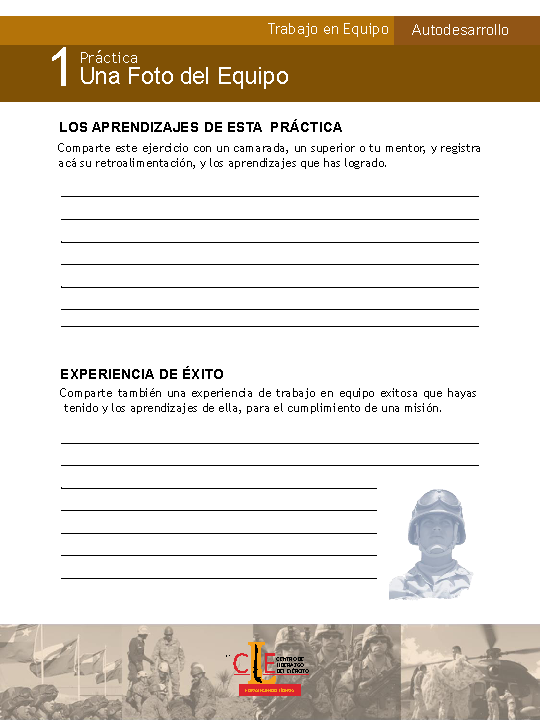 Trabajo en Equipo
Autodesarrollo
1
Práctica
Una Foto del Equipo
LOS APRENDIZAJES DE ESTA PRÁCTICA
Comparte este ejercicio con un camarada, un superior o tu mentor, y registra
acá su retroalimentación, y los aprendizajes que has logrado.
EXPERIENCIA DE ÉXITO
Comparte también una experiencia de trabajo en equipo exitosa que hayas
tenido y los aprendizajes de ella, para el cumplimiento de una misión.
CLE
CENTRO DE
LIDERAZGO
DEL EJÉRCITO